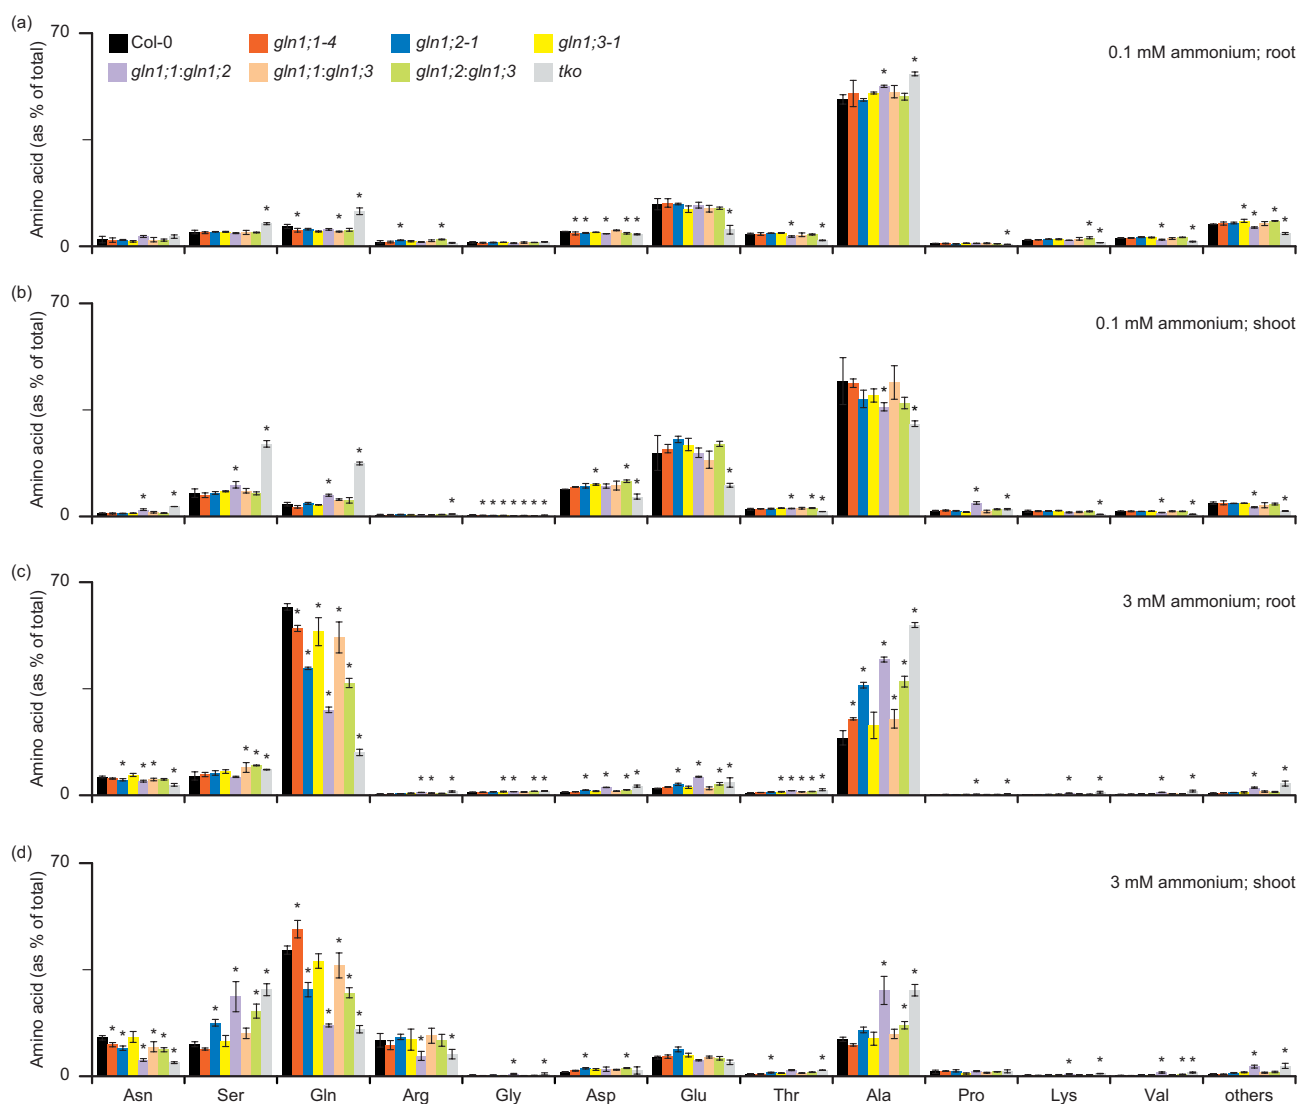 (a)
70
Amino acid (as % of total)
0
Col-0 gln1;1-4 gln1;2-1 gln1;3-1
gln1;1:gln1;2 gln1;1:gln1;3 gln1;2:gln1;3 tko
0.1 mM ammonium; root
(b)
70
Amino acid (as % of total)
0
0.1 mM ammonium; shoot
(c)
70
Amino acid (as % of total)
0
3 mM ammonium; root
(d)
70
Amino acid (as % of total)
0
3 mM ammonium; shoot
Asn Ser Gln Arg Gly Asp Glu Thr Ala Pro Lys Val others